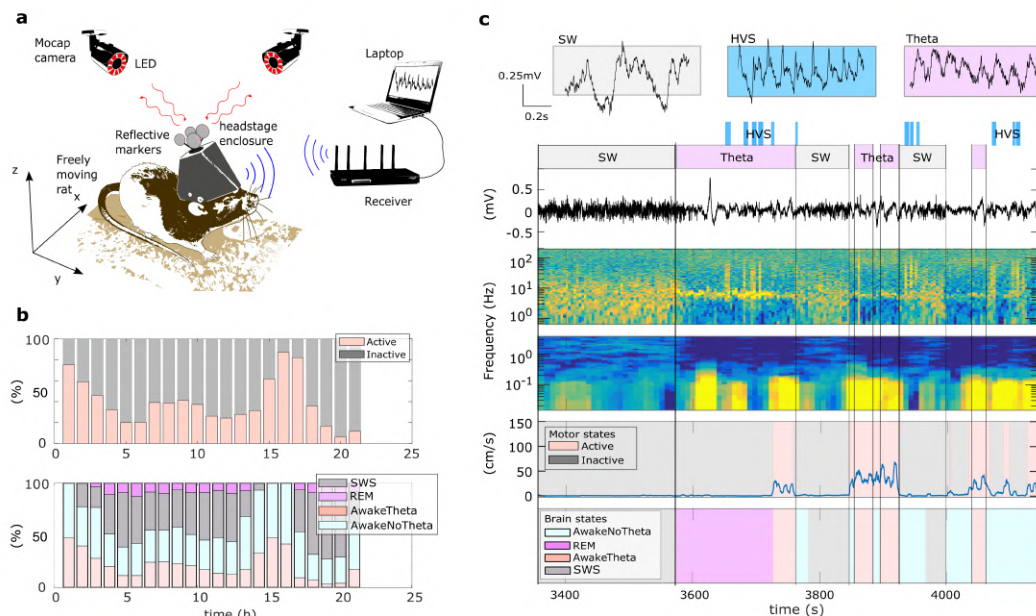 a
Mocap
camera
LED
Laptop
Reflective
markers
headstage
enclosure
Freely
moving
rat
Receiver
z
x
y
b
100
50
0
(%)
Active
Inactive
0 5 10 15 20 25
100
50
0
(%)
SWS
REM
AwakeTheta
AwakeNoTheta
0 5 10 15 20 25
time (h)
c
SW
HVS
Theta
0.25mV
0.2s
HVS
HVS
SW
Theta
SW
Theta
SW
0.5
0
-0.5
(mV)
10²
10¹
10⁰
Frequency (Hz)
10⁰
10⁻¹
150
100
50
0
(cm/s)
Motor states
Active
Inactive
Brain states
AwakeNoTheta
REM
AwakeTheta
SWS
3400 3600 3800 4000
time (s)